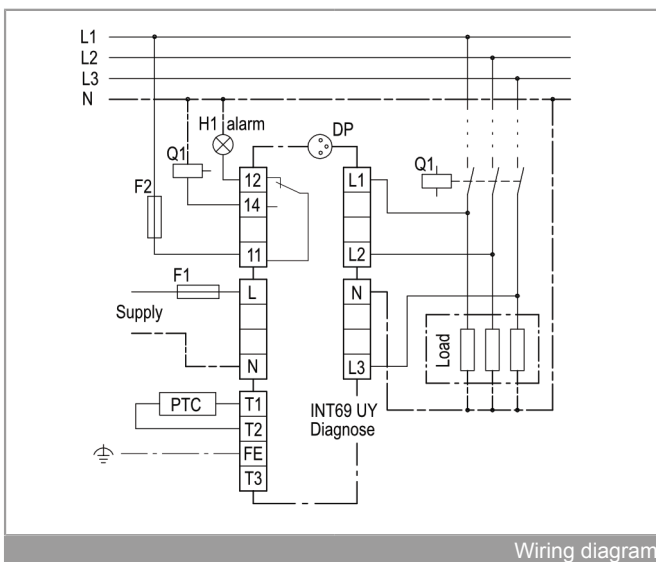 L1
L2
L3
N
H1 alarm
DP
Q1
Q1
F2
12
14
11
L1
L2
F1
L
N
Supply
N
L3
Load
PTC
T1
T2
FE
T3
INT69 UY
Diagnose
Wiring diagram